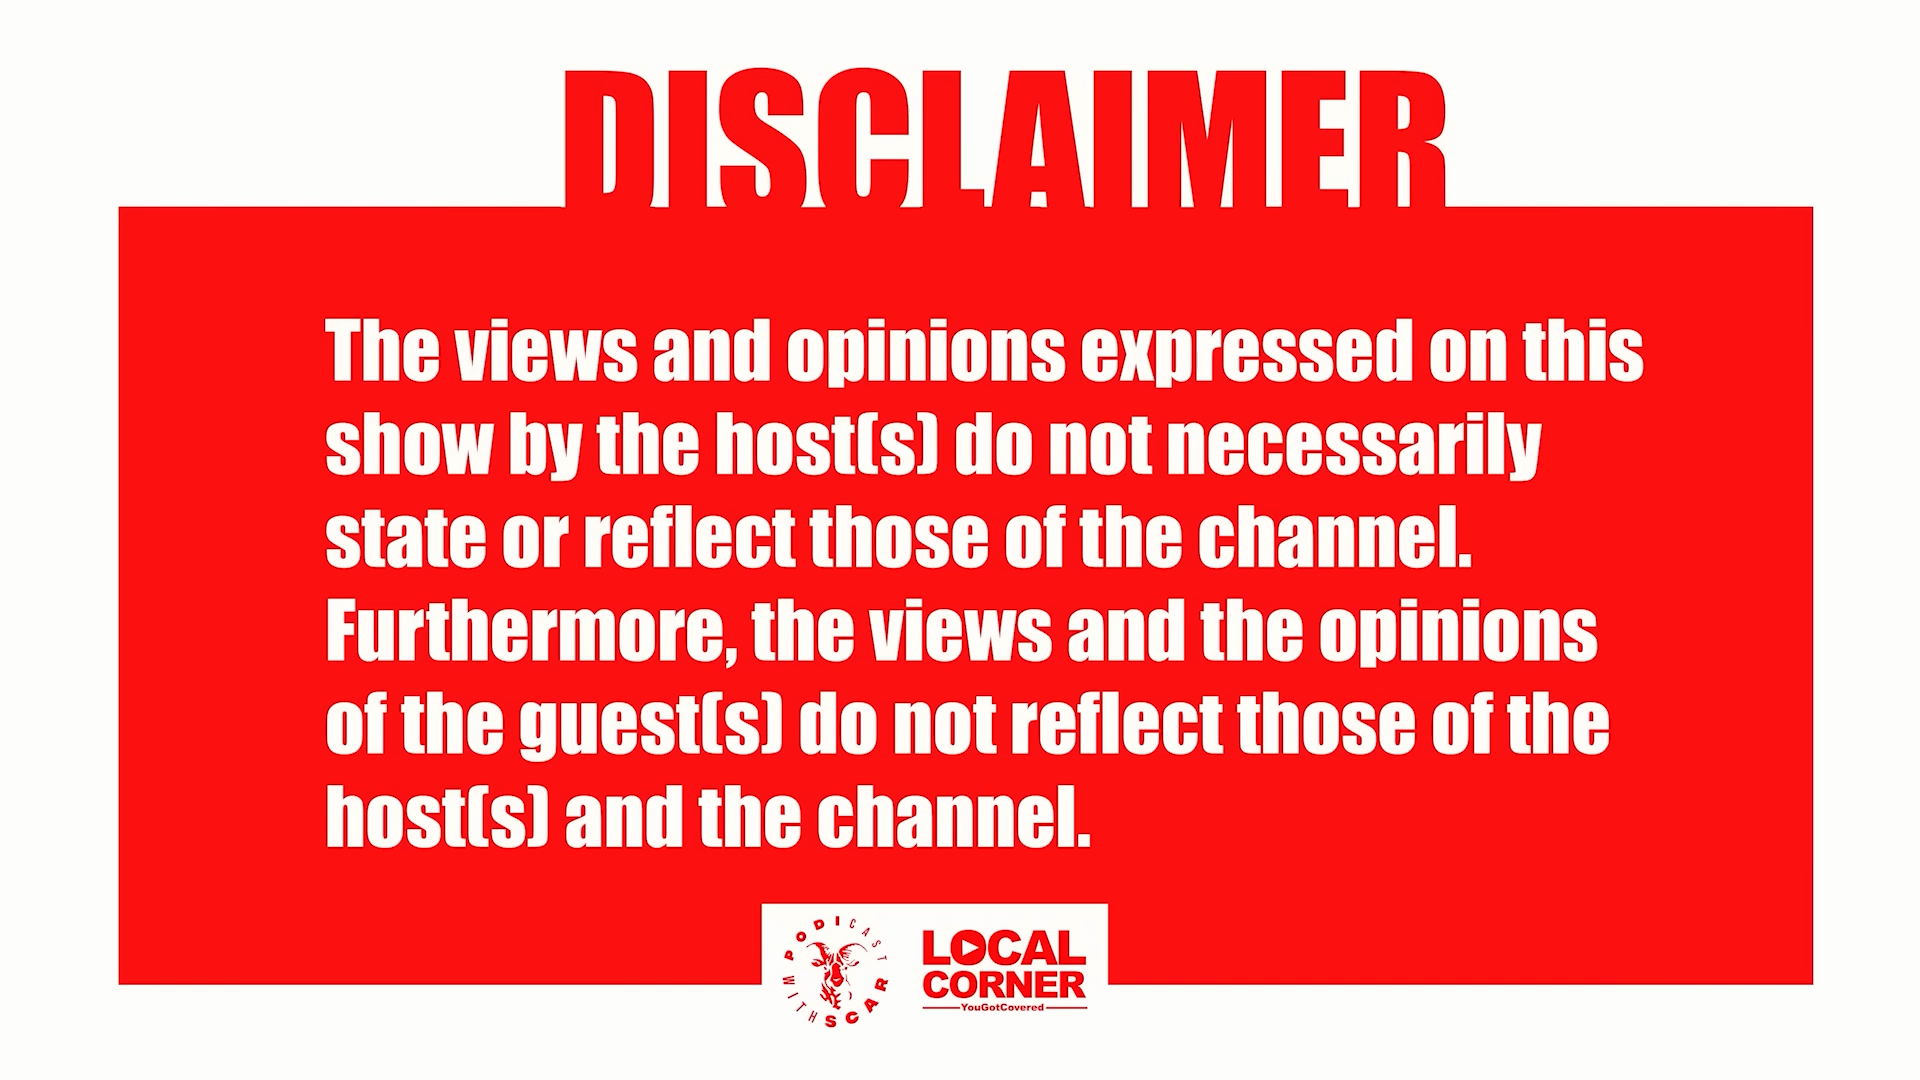 DISCLAIMER
The views and opinions expressed on this
show by the host(s) do not necessarily
state or reflect those of the channel.
Furthermore, the views and the opinions
of the guest(s) do not reflect those of the
host(s) and the channel.
PODICAST WITH SCAR
LOCAL
CORNER
YouGotCovered